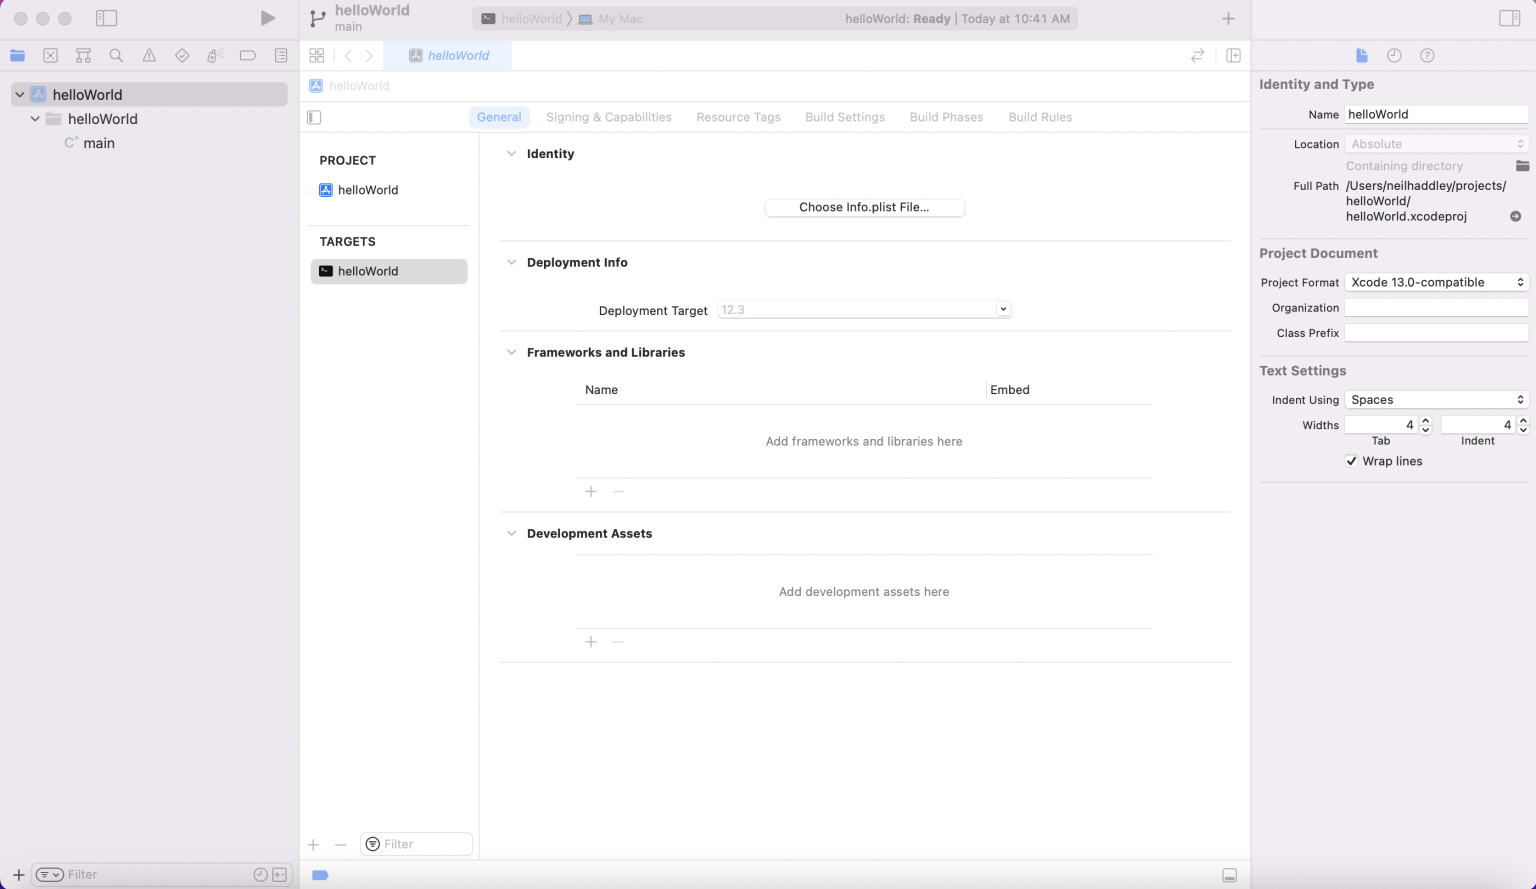 helloWorld
main
helloWorld 〉 My Mac
helloWorld: Ready | Today at 10:41 AM
helloWorld
helloWorld
main
Filter
helloWorld
helloWorld
General Signing & Capabilities Resource Tags Build Settings Build Phases Build Rules
PROJECT
helloWorld
TARGETS
helloWorld
Filter
Identity
Choose Info.plist File...
Deployment Info
Deployment Target 12.3
Frameworks and Libraries
Name Embed
Add frameworks and libraries here
Development Assets
Add development assets here
Identity and Type
Name helloWorld
Location Absolute
Containing directory
Full Path /Users/neilhaddley/projects/
helloWorld/
helloWorld.xcodeproj
Project Document
Project Format Xcode 13.0-compatible
Organization
Class Prefix
Text Settings
Indent Using Spaces
Widths 4 4
Tab Indent
Wrap lines